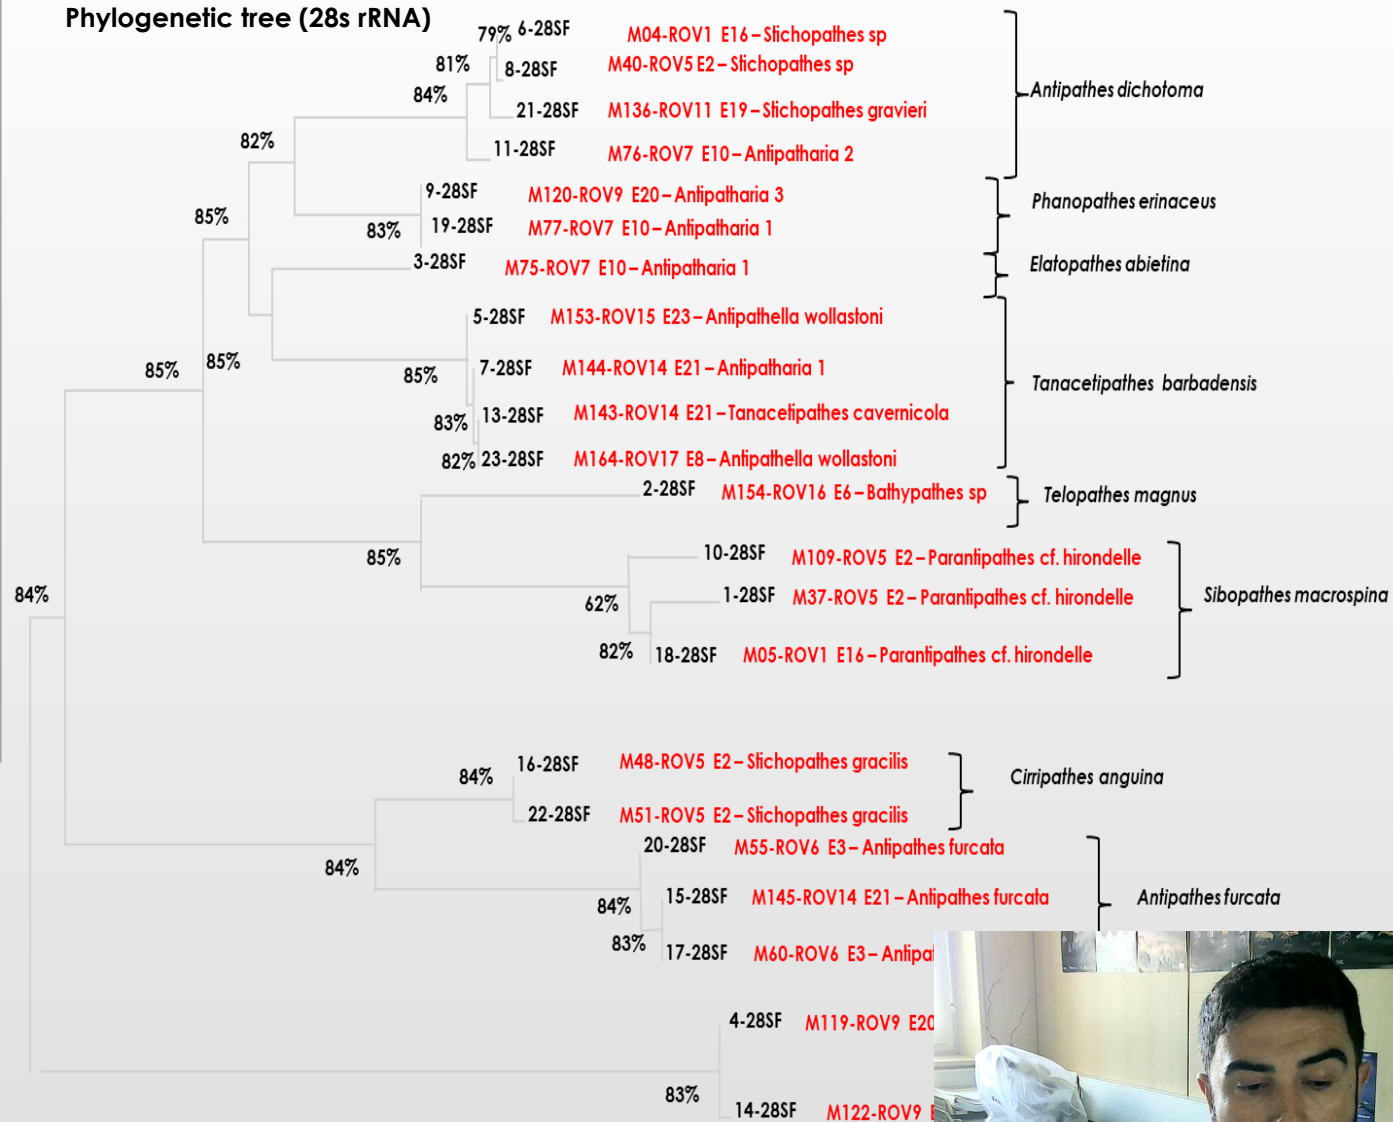 Phylogenetic tree (28s rRNA)
79% 6-28SF M04-ROV1 E16–Stichopathes sp
81% 8-28SF M40-ROV5 E2–Stichopathes sp
84% Antipathes dichotoma
21-28SF M136-ROV11 E19–Stichopathes gravieri
82% 11-28SF M76-ROV7 E10–Antipatharia 2
9-28SF M120-ROV9 E20–Antipatharia 3
Phanopathes erinaceus
85% 83% 19-28SF M77-ROV7 E10–Antipatharia 1
3-28SF M75-ROV7 E10–Antipatharia 1 Elatopathes abietina
5-28SF M153-ROV15 E23–Antipathella wollastoni
85% 85% 85% 7-28SF M144-ROV14 E21–Antipatharia 1
Tanacetipathes barbadensis
83% 13-28SF M143-ROV14 E21–Tanacetipathes cavernicola
82% 23-28SF M164-ROV17 E8–Antipathella wollastoni
2-28SF M154-ROV16 E6–Bathypathes sp Telopathes magnus
85% 10-28SF M109-ROV5 E2–Parantipathes cf. hirondelle
84% 62% 1-28SF M37-ROV5 E2–Parantipathes cf. hirondelle Sibopathes macrospina
82% 18-28SF M05-ROV1 E16–Parantipathes cf. hirondelle
84% 16-28SF M48-ROV5 E2–Stichopathes gracilis Cirripathes anguina
22-28SF M51-ROV5 E2–Stichopathes gracilis
84% 20-28SF M55-ROV6 E3–Antipathes furcata
84% 15-28SF M145-ROV14 E21–Antipathes furcata Antipathes furcata
83% 17-28SF M60-ROV6 E3–Antipa
4-28SF M119-ROV9 E20
83% 14-28SF M122-ROV9